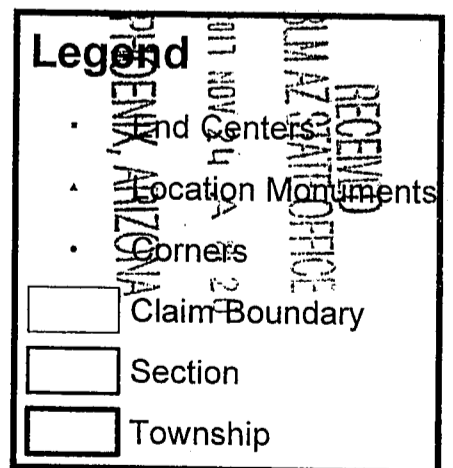 Legend
End Centers
Location Monuments
Corners
Claim Boundary
Section
Township
RECEIVED
BLM AZ STATE OFFICE
2017 NOV
PHOENIX, ARIZONA